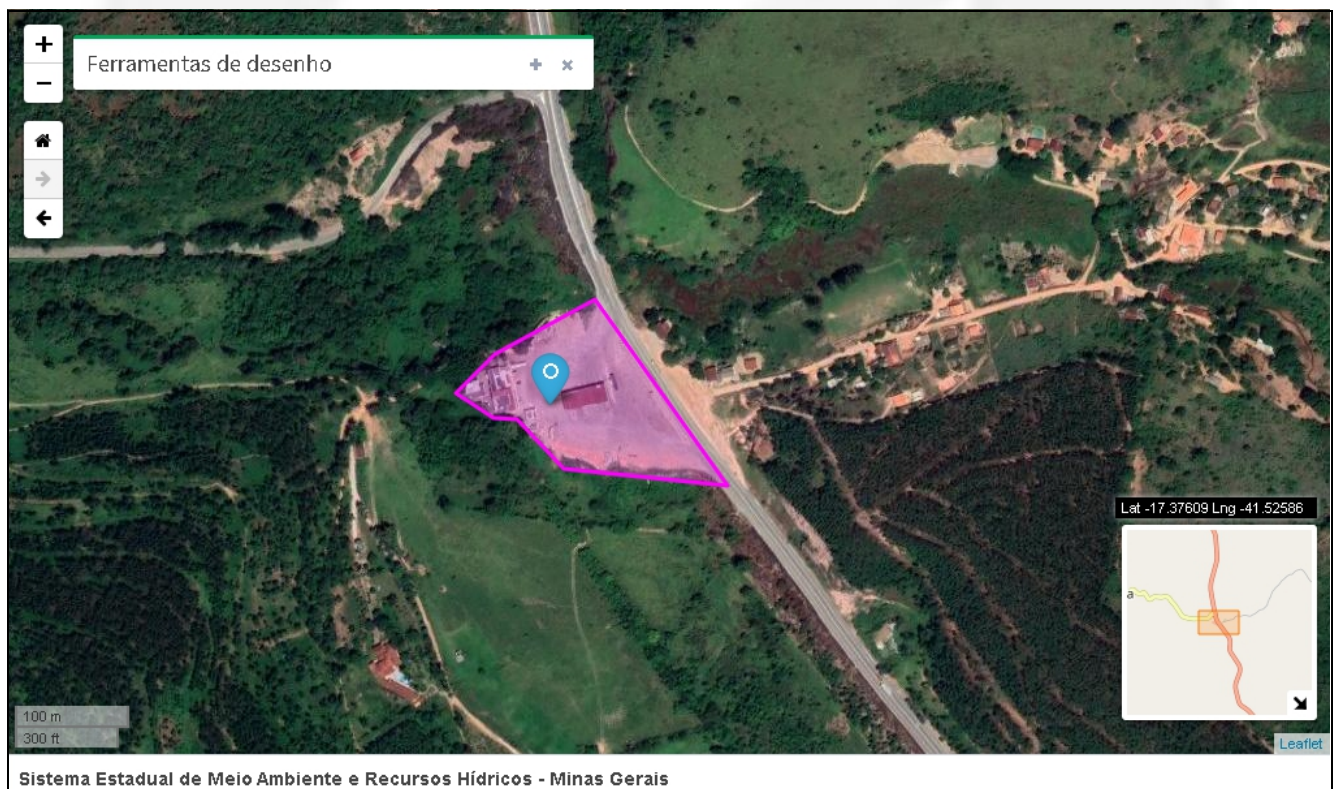 +
Ferramentas de desenho + ×
−
Lat -17.37609 Lng -41.52586
a
100 m
300 ft
Leaflet
Sistema Estadual de Meio Ambiente e Recursos Hídricos - Minas Gerais